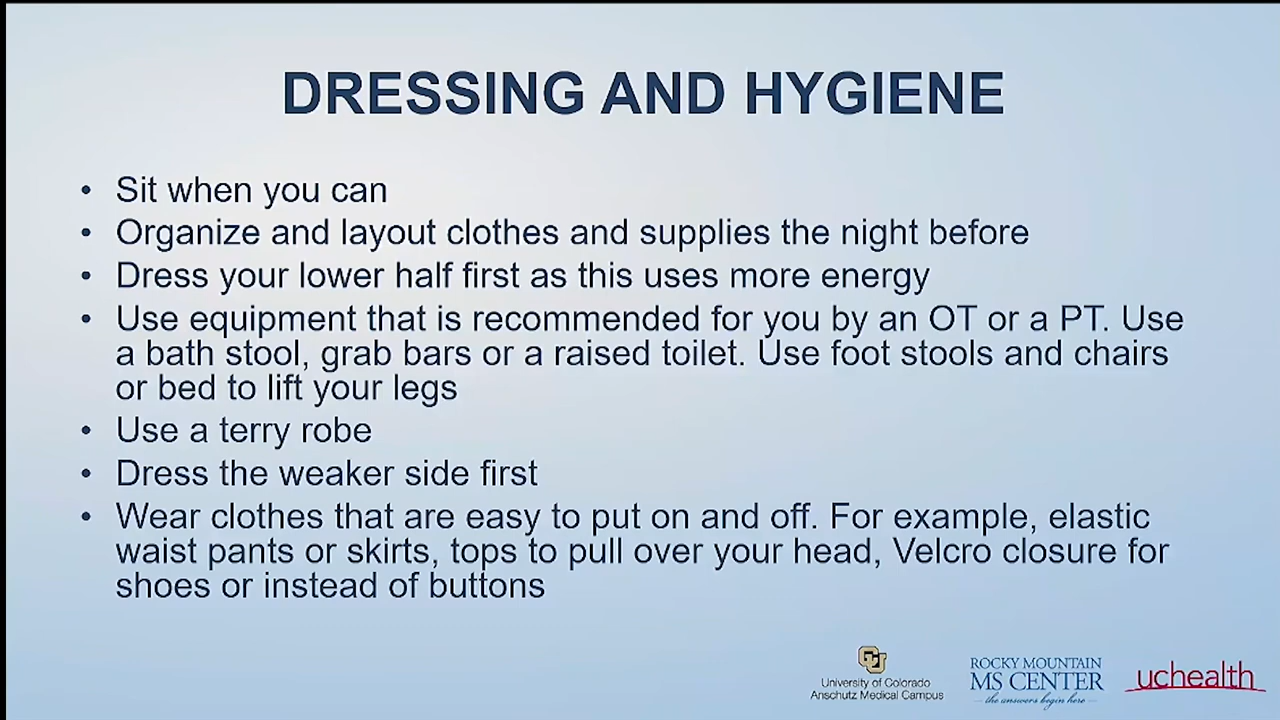 DRESSING AND HYGIENE
• Sit when you can
• Organize and layout clothes and supplies the night before
• Dress your lower half first as this uses more energy
• Use equipment that is recommended for you by an OT or a PT. Use
a bath stool, grab bars or a raised toilet. Use foot stools and chairs
or bed to lift your legs
• Use a terry robe
• Dress the weaker side first
• Wear clothes that are easy to put on and off. For example, elastic
waist pants or skirts, tops to pull over your head, Velcro closure for
shoes or instead of buttons
CU
University of Colorado
Anschutz Medical Campus
ROCKY MOUNTAIN
MS CENTER
the answers begin here
uchealth